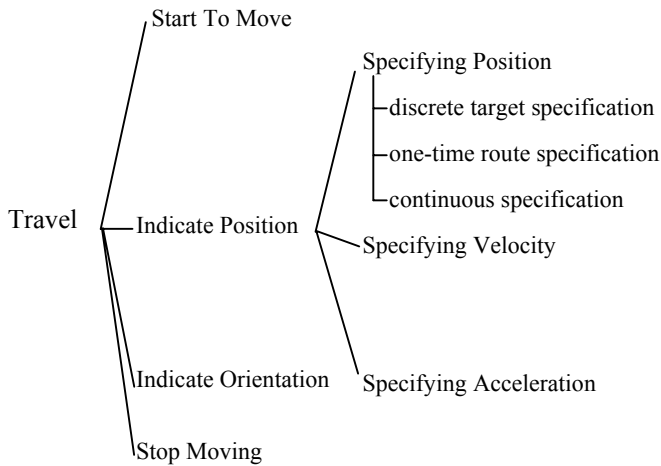 Start To Move
Specifying Position
discrete target specification
one-time route specification
continuous specification
Travel
Indicate Position
Specifying Velocity
Indicate Orientation
Specifying Acceleration
Stop Moving